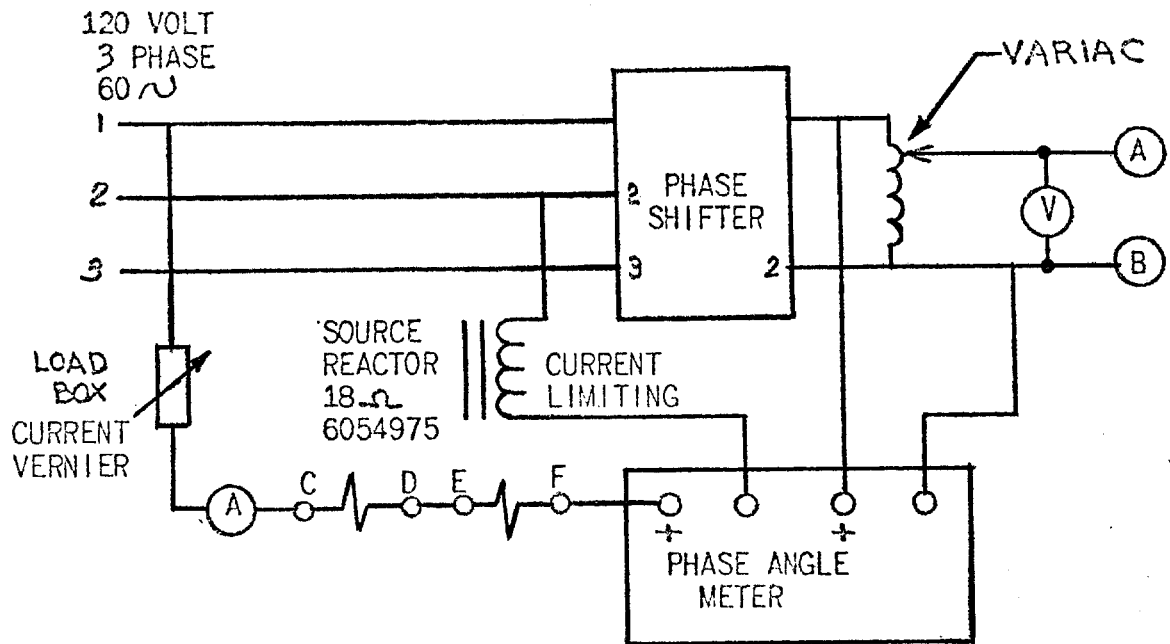 120 VOLT
3 PHASE
60 ~
VARIAC
1
2
3
2
3
2
PHASE
SHIFTER
A
V
B
LOAD
BOX
CURRENT
VERNIER
SOURCE
REACTOR
18 Ω
6054975
CURRENT
LIMITING
A
C
D
E
F
+
+
PHASE ANGLE
METER